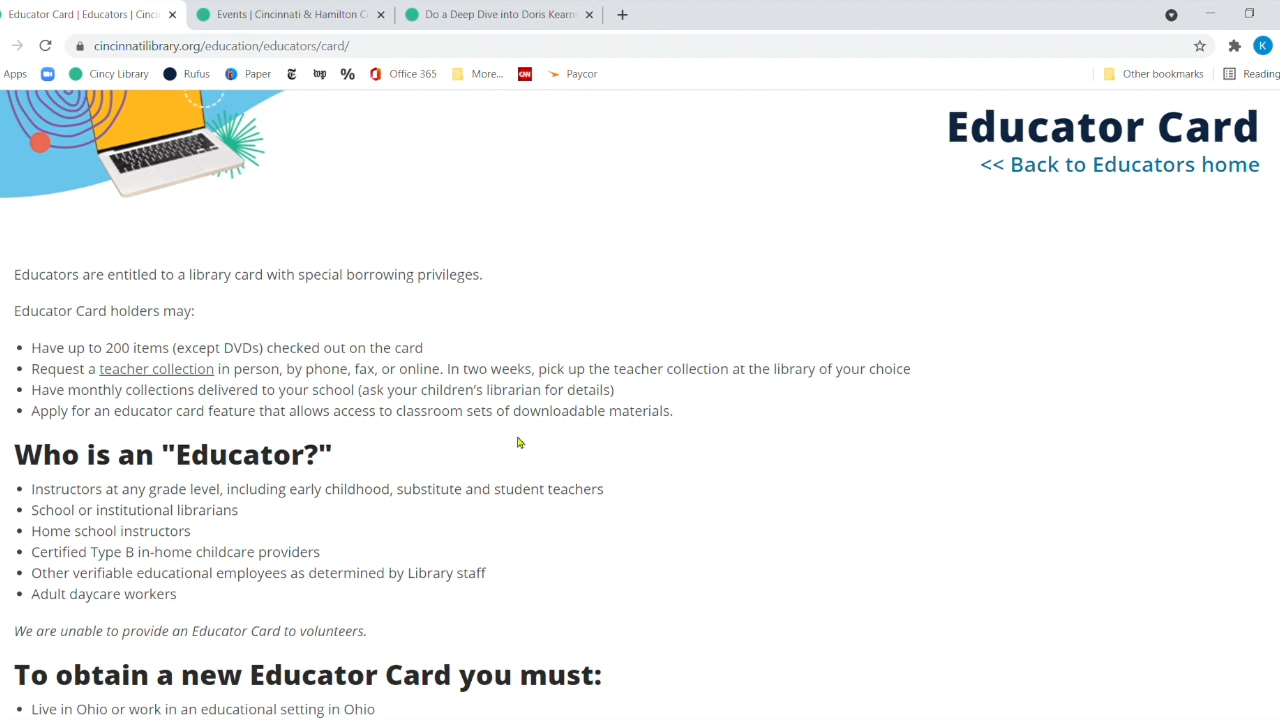 Educator Card | Educators | Cinci
Events | Cincinnati & Hamilton C
Do a Deep Dive into Doris Kearns
cincinnatilibrary.org/education/educators/card/
K
Apps
Cincy Library
Rufus
Paper
wp
%
Office 365
More...
CNN
Paycor
Other bookmarks
Reading
Educator Card
<< Back to Educators home
Educators are entitled to a library card with special borrowing privileges.
Educator Card holders may:
• Have up to 200 items (except DVDs) checked out on the card
• Request a teacher collection in person, by phone, fax, or online. In two weeks, pick up the teacher collection at the library of your choice
• Have monthly collections delivered to your school (ask your children's librarian for details)
• Apply for an educator card feature that allows access to classroom sets of downloadable materials.
Who is an "Educator?"
• Instructors at any grade level, including early childhood, substitute and student teachers
• School or institutional librarians
• Home school instructors
• Certified Type B in-home childcare providers
• Other verifiable educational employees as determined by Library staff
• Adult daycare workers
We are unable to provide an Educator Card to volunteers.
To obtain a new Educator Card you must:
• Live in Ohio or work in an educational setting in Ohio